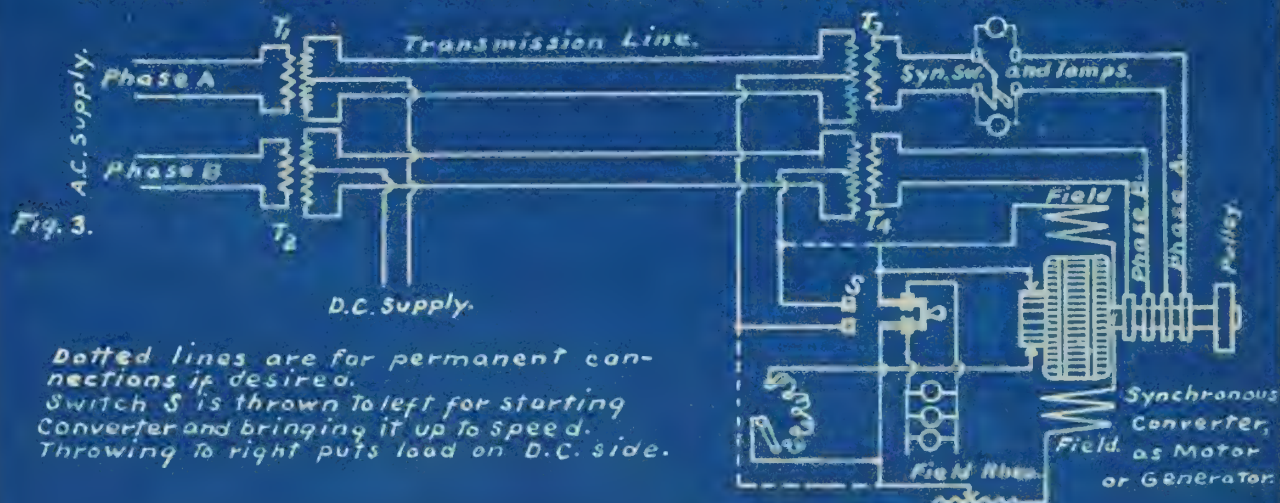 A.C. Supply.
Phase A
Phase B
T1
T2
Transmission Line.
T3
T4
Syn. Sw. and lamps.
Fig. 3.
D.C. Supply.
Dotted lines are for permanent con-
nections if desired.
Switch S is thrown To left for starting
Converter and bringing it up To Speed.
Throwing To right puts load on D.C. side.
S
Field
Phase B
Phase A.
Pulley.
Field.
Field Rheo.
Synchronous
Converter,
as Motor
or Generator.